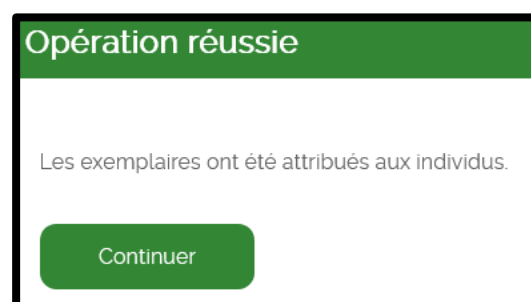 Opération réussie
Les exemplaires ont été attribués aux individus.
Continuer